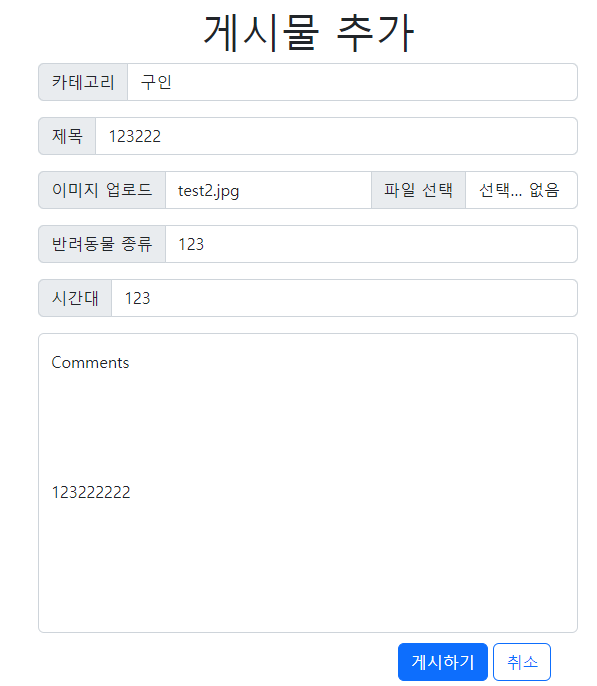 게시물 추가
카테고리 구인
제목 123222
이미지 업로드 test2.jpg 파일 선택 선택... 없음
반려동물 종류 123
시간대 123
Comments
123222222
게시하기 취소